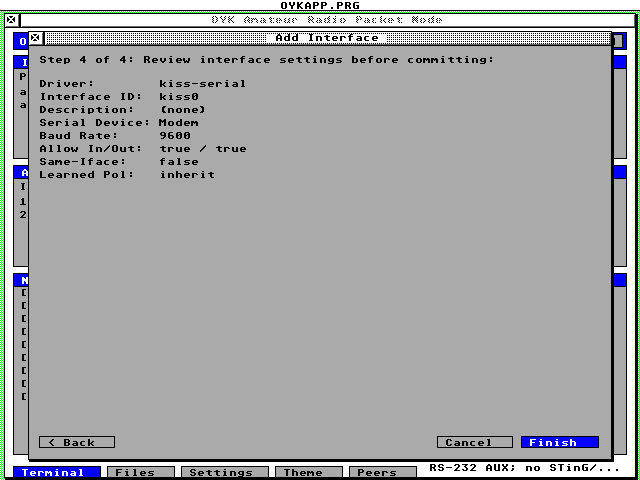 OYKAPP.PRG
OYK Amateur Radio Packet Node
Add Interface
Step 4 of 4: Review interface settings before committing:
Driver: kiss-serial
Interface ID: kiss0
Description: (none)
Serial Device: Modem
Baud Rate: 9600
Allow In/Out: true / true
Same-Iface: false
Learned Pol: inherit
< Back
Cancel
Finish
Terminal
Files
Settings
Theme
Peers
RS-232 AUX; no STinG/...